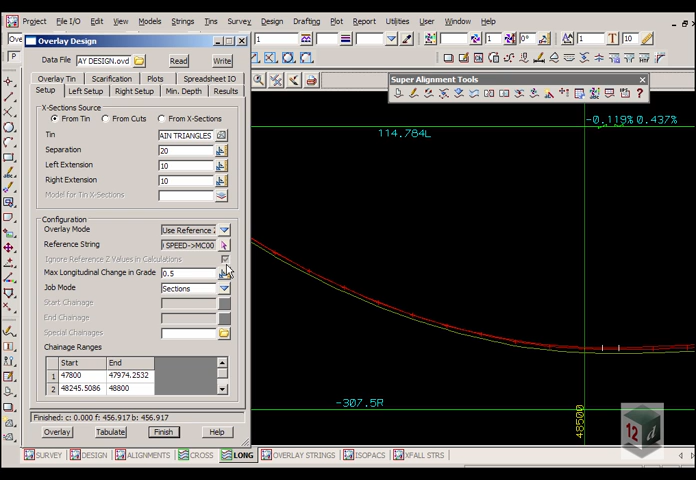 Project File I/O Edit View Models Strings Tins Survey Design Drafting Plot Report Utilities User Window Help
Overlay Design
Data File AY DESIGN.ovd Read Write
Overlay Tin Scarification Plots Spreadsheet IO
Setup Left Setup Right Setup Min. Depth Results
X-Sections Source
From Tin From Cuts From X-Sections
Tin AIN TRIANGLES
Separation 20
Left Extension 10
Right Extension 10
Model for Tin X-Sections
Configuration
Overlay Mode Use Reference
Reference String SPEED->MC00
Ignore Reference Z Values in Calculations
Max Longitudinal Change in Grade 0.5
Job Mode Sections
Start Chainage
End Chainage
Special Chainages
Chainage Ranges
Start End
1 47800 47974.2532
2 48245.5086 48800
Finished: c: 0.000 f: 456.917 b: 456.917
Overlay Tabulate Finish Help
1 1 0 1 10
Super Alignment Tools
-0.119% 0.437%
114.784L
-307.5R
48500
12d
SURVEY DESIGN ALIGNMENTS CROSS LONG OVERLAY STRINGS ISOPACS XFALL STRS